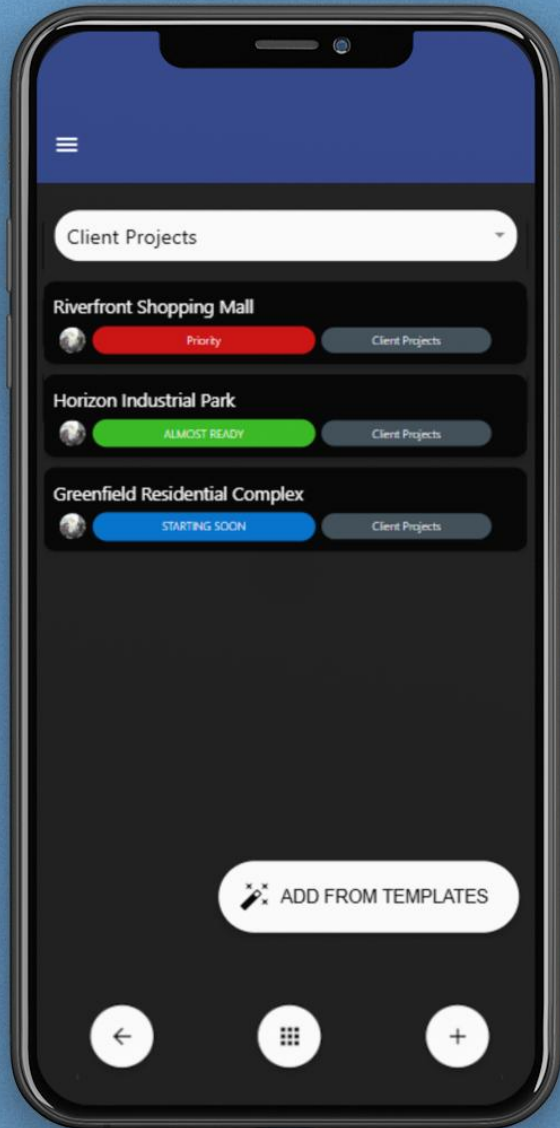 Client Projects
Riverfront Shopping Mall
Priority Client Projects
Horizon Industrial Park
ALMOST READY Client Projects
Greenfield Residential Complex
STARTING SOON Client Projects
ADD FROM TEMPLATES